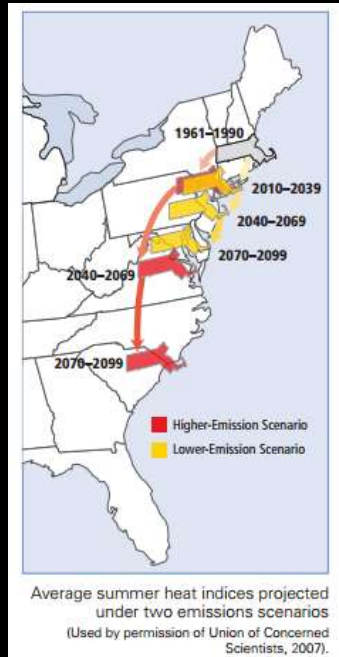 1961–1990
2010–2039
2040–2069
2070–2099
2040–2069
2070–2099
Higher-Emission Scenario
Lower-Emission Scenario
Average summer heat indices projected
under two emissions scenarios
(Used by permission of Union of Concerned
Scientists, 2007).